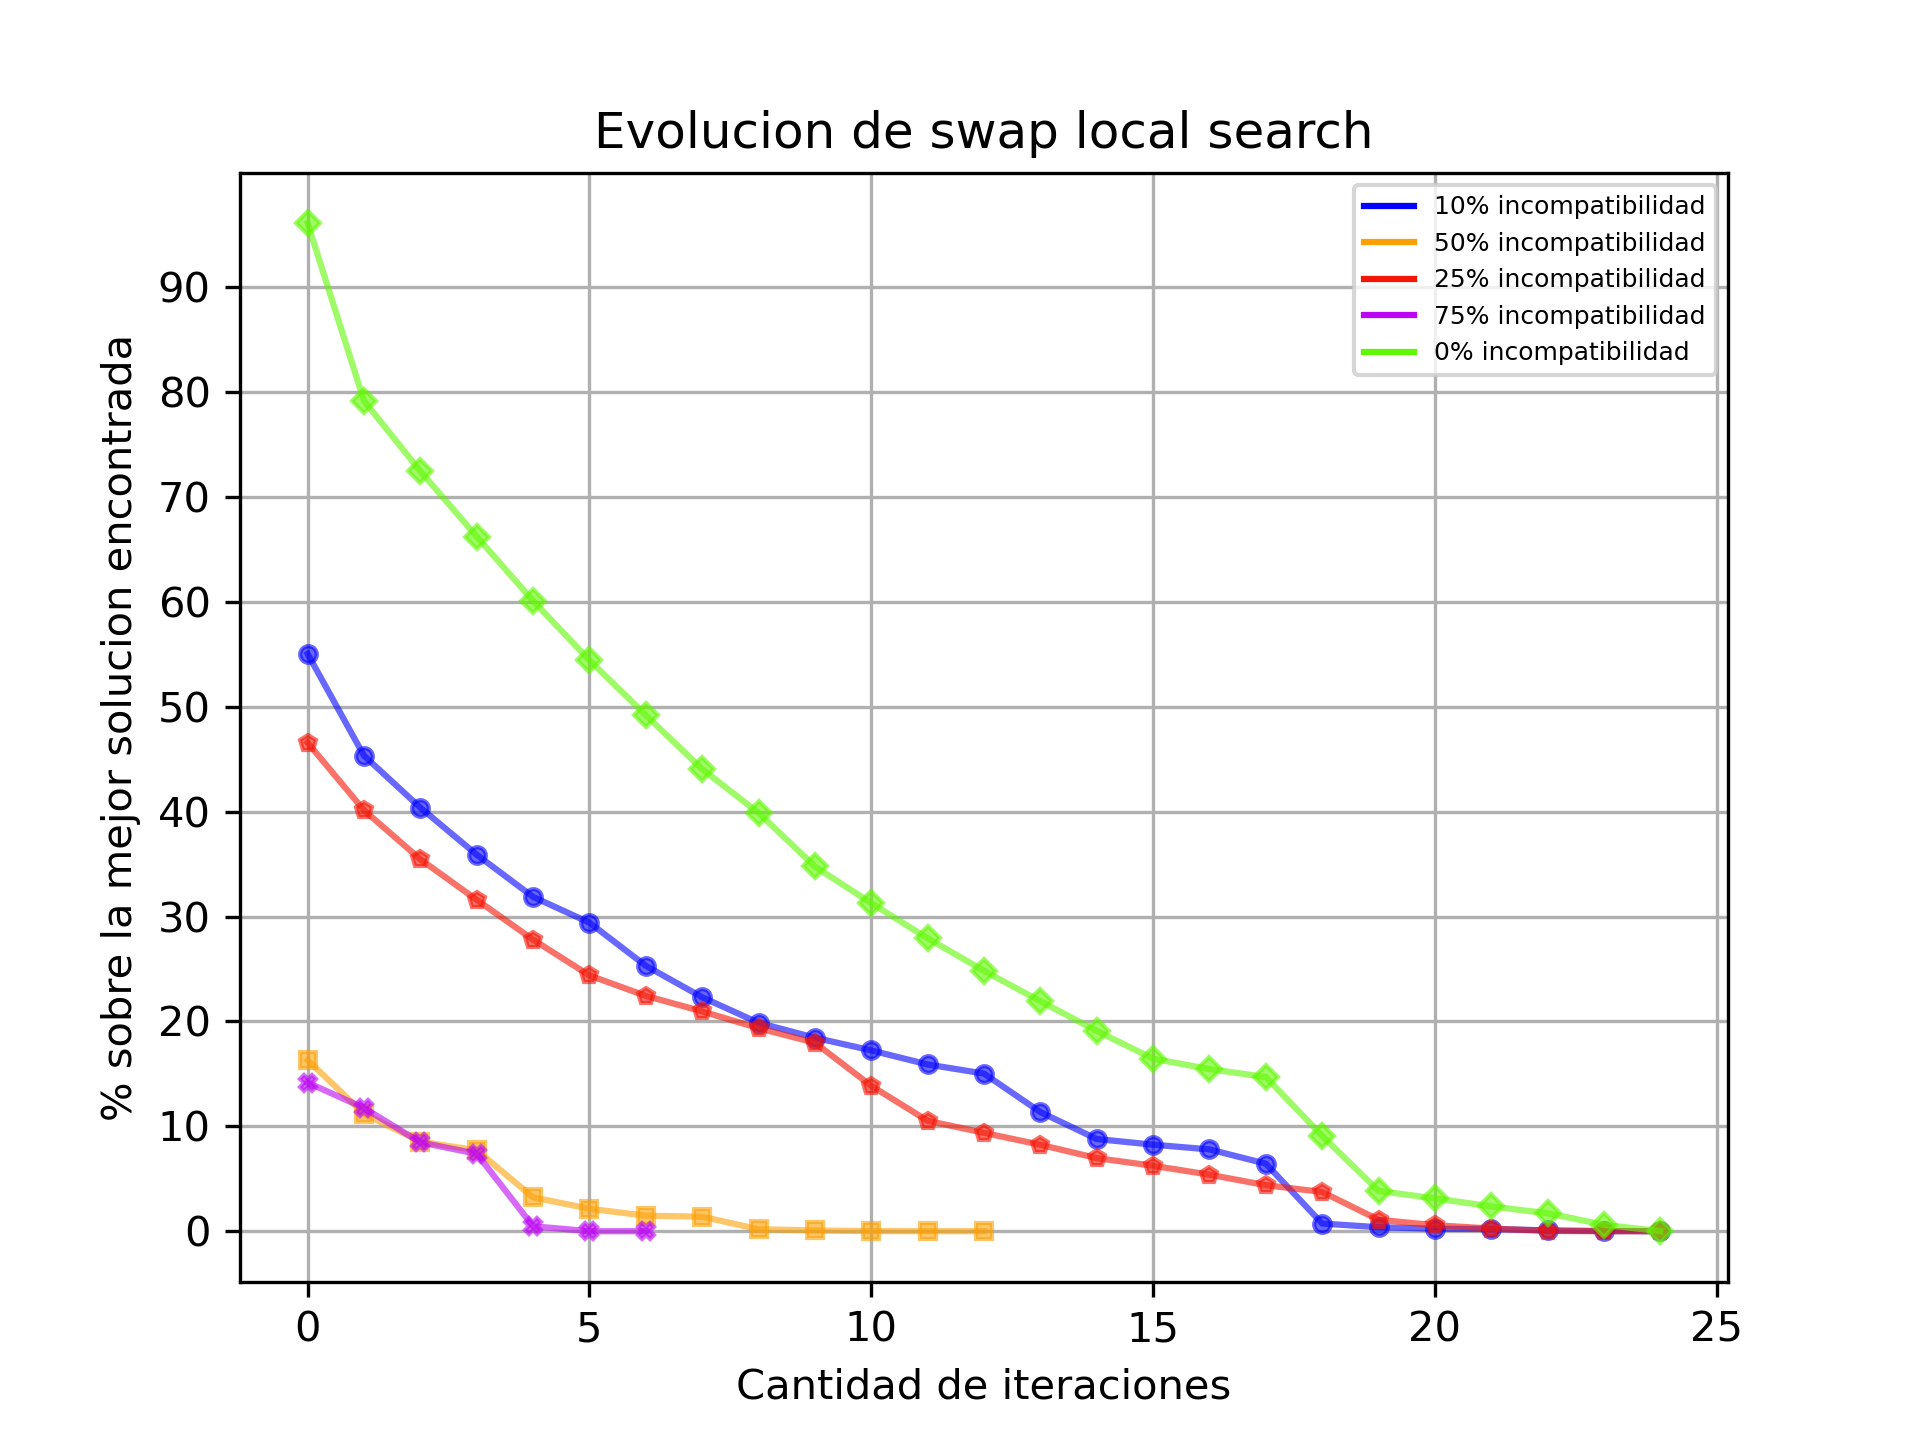 Evolucion de swap local search
10% incompatibilidad
50% incompatibilidad
25% incompatibilidad
75% incompatibilidad
0% incompatibilidad
% sobre la mejor solucion encontrada
90
80
70
60
50
40
30
20
10
0
0 5 10 15 20 25
Cantidad de iteraciones